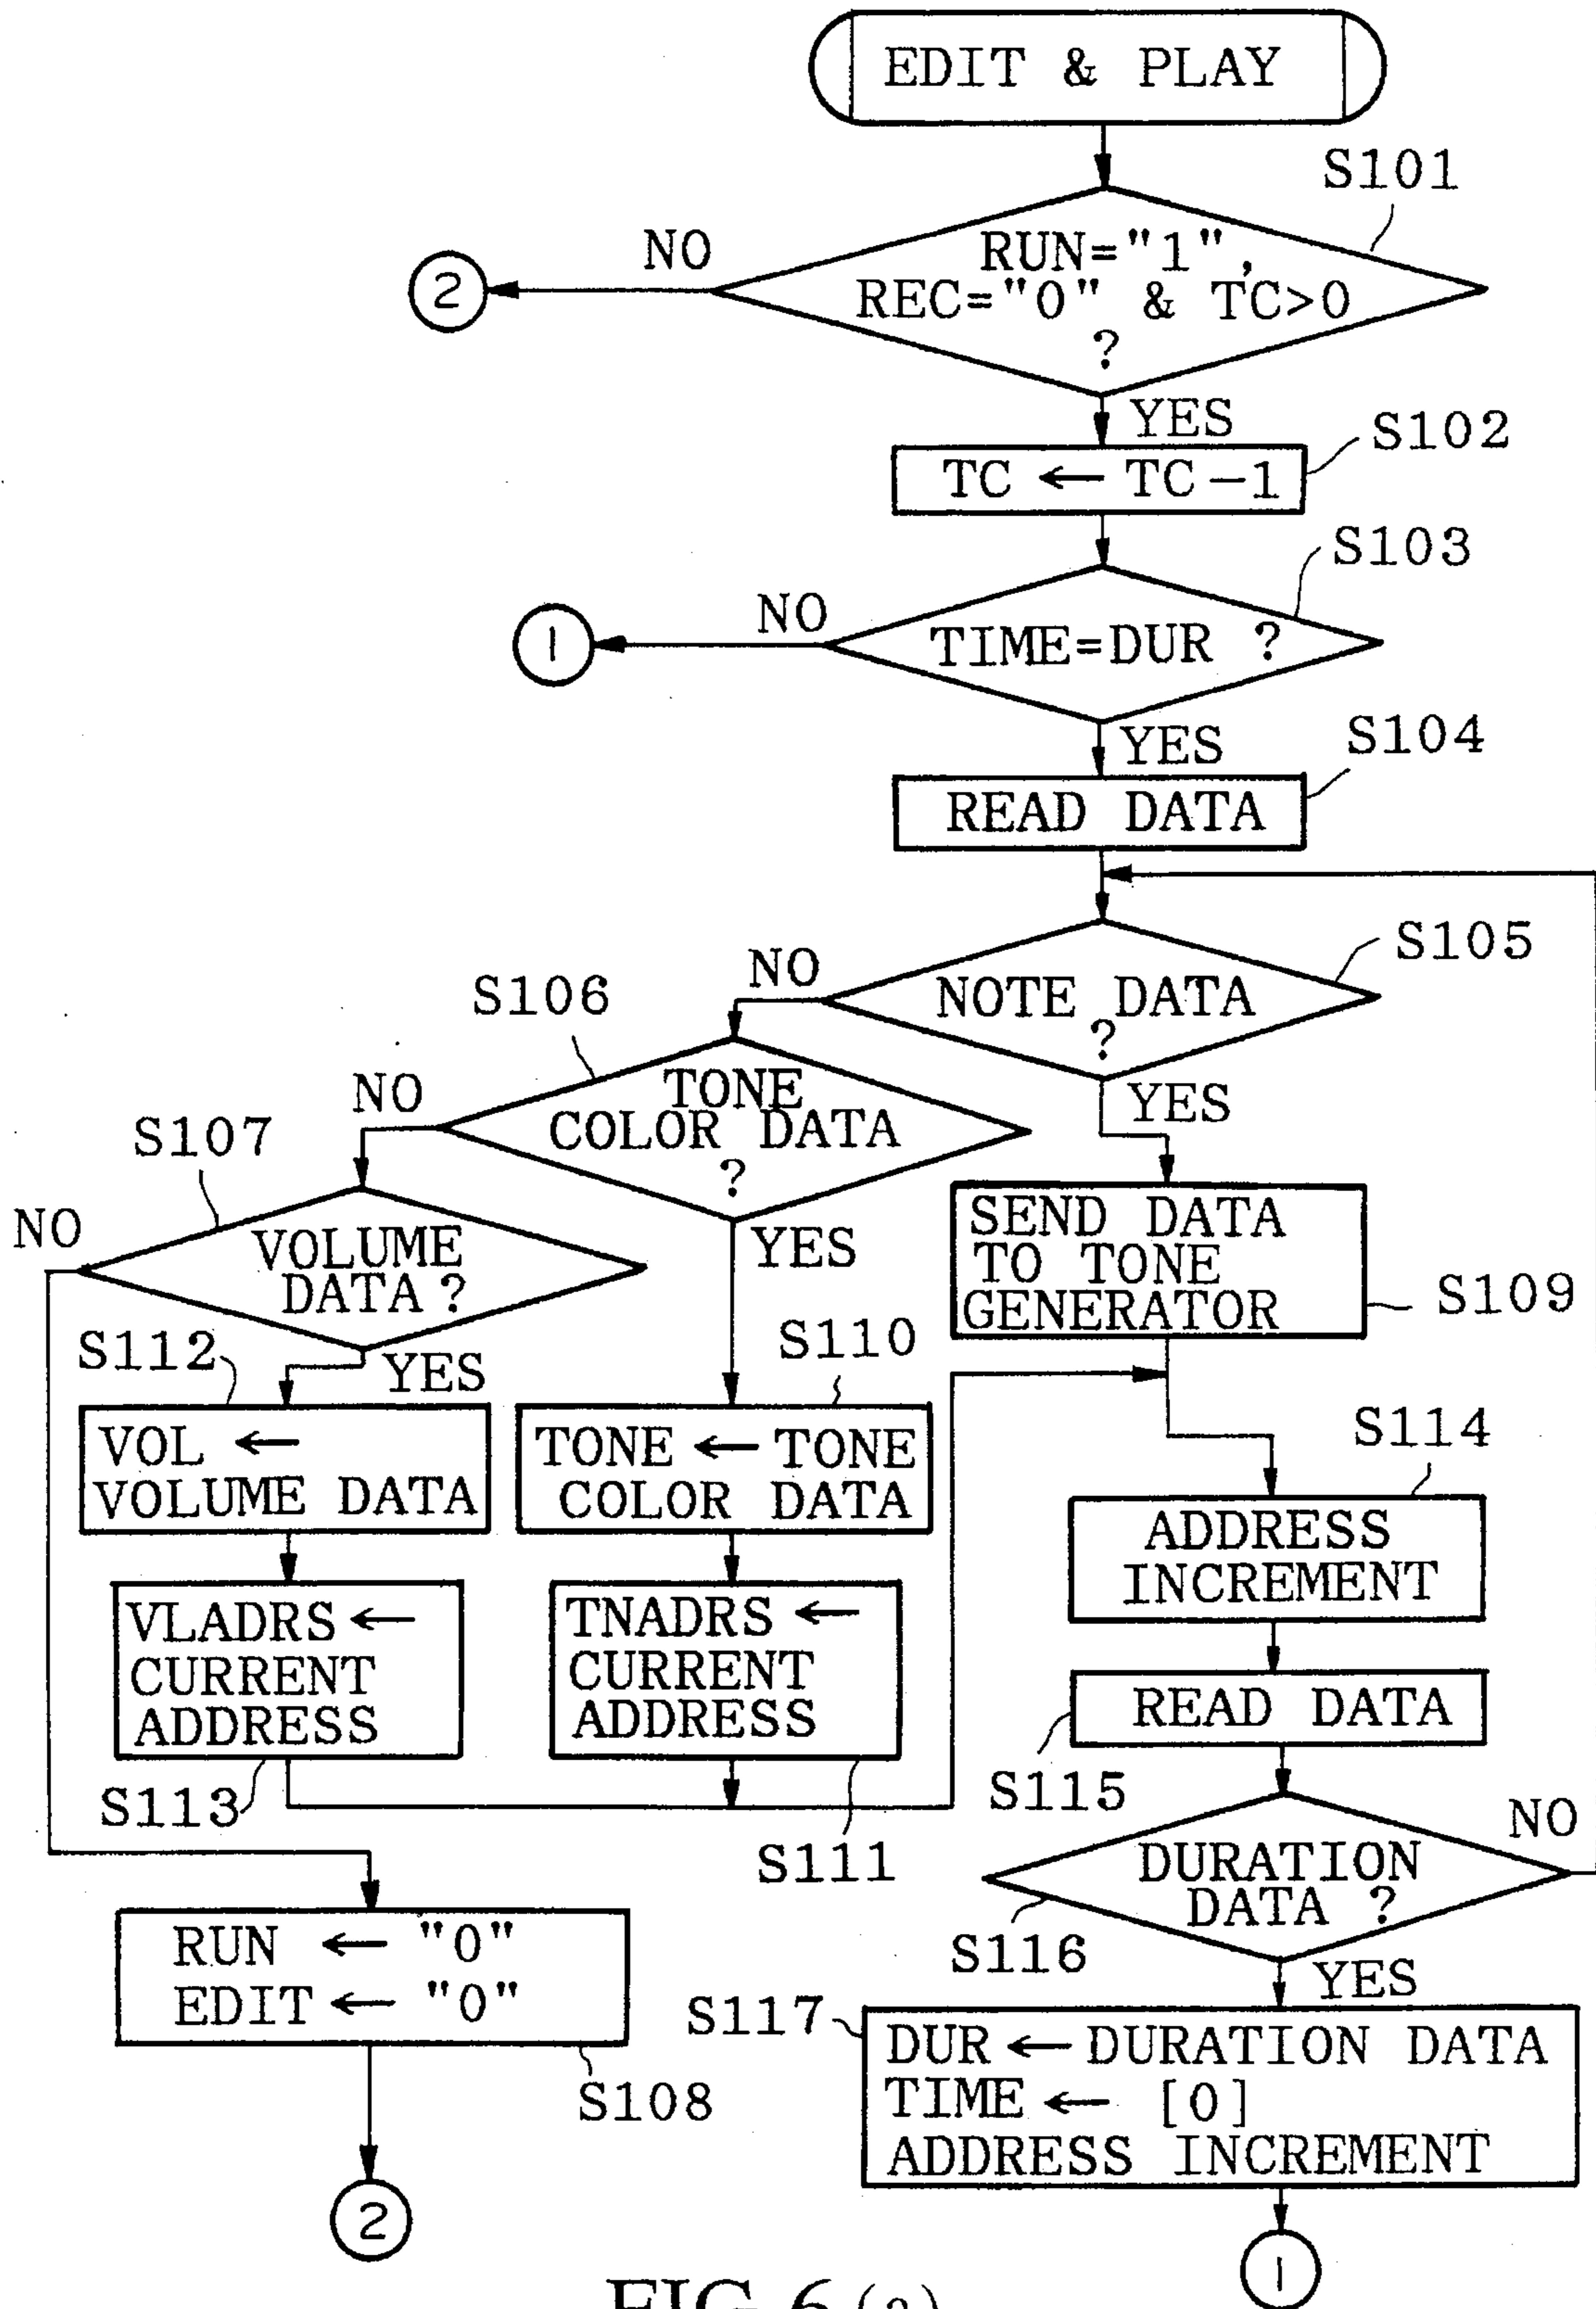 EDIT & PLAY
S101
NO
RUN="1",
2
REC="0" & TC>0
?
YES
S102
TC ← TC-1
S103
NO
1
TIME=DUR ?
YES
S104
READ DATA
S105
NO
S106
NOTE DATA
?
NO
TONE
COLOR DATA
?
YES
S107
NO
VOLUME
DATA?
YES
SEND DATA
TO TONE
GENERATOR
S109
S112
YES
S110
VOL ←
VOLUME DATA
TONE ← TONE
COLOR DATA
S114
ADDRESS
INCREMENT
VLADRS ←
CURRENT
ADDRESS
TNADRS ←
CURRENT
ADDRESS
READ DATA
S113
S111
S115
NO
DURATION
DATA ?
S116
YES
RUN ← "0"
EDIT ← "0"
S108
S117
DUR ← DURATION DATA
TIME ← [0]
ADDRESS INCREMENT
2
1